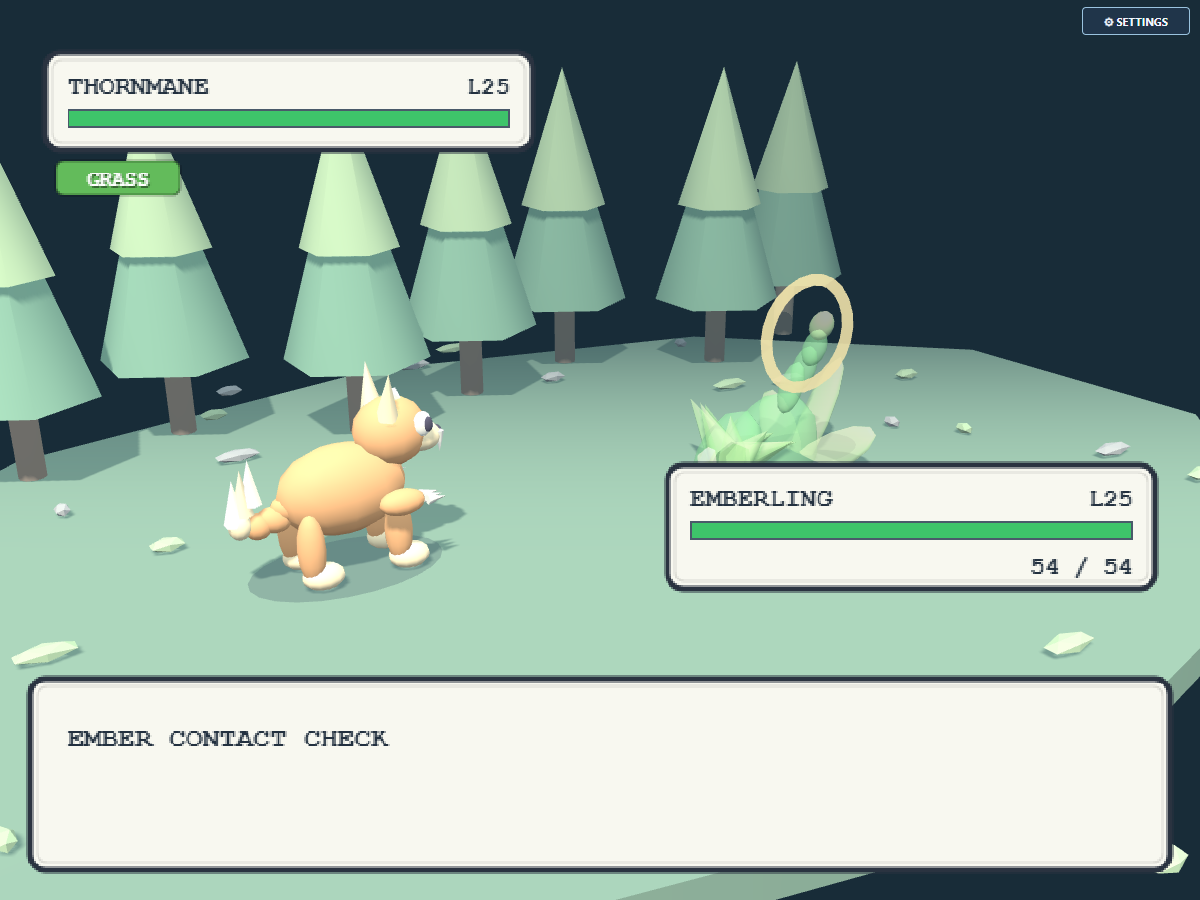 ⚙ SETTINGS
THORNMANE L25
GRASS
EMBERLING L25
54 / 54
EMBER CONTACT CHECK